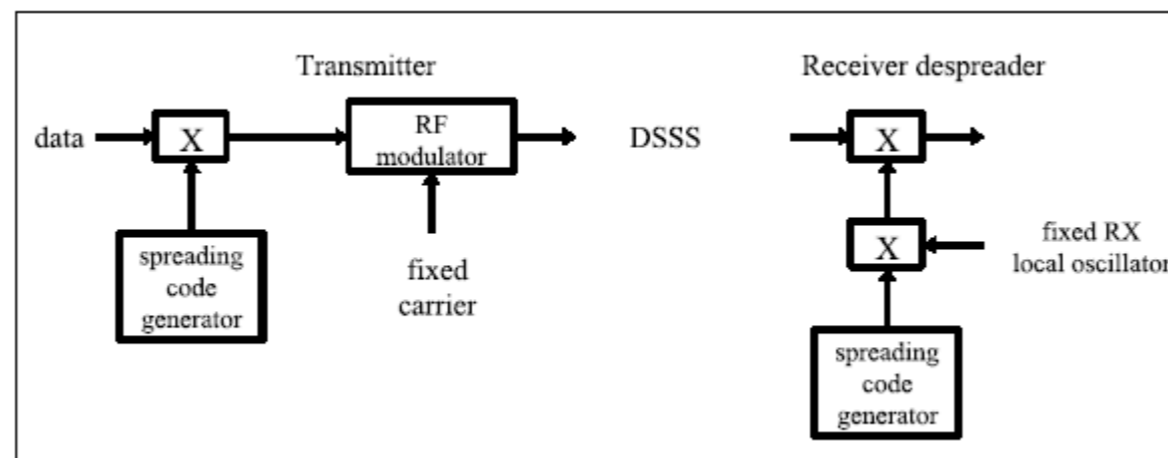 Transmitter
Receiver despreader
data
X
RF
modulator
DSSS
X
spreading
code
generator
fixed
carrier
X
fixed RX
local oscillator
spreading
code
generator